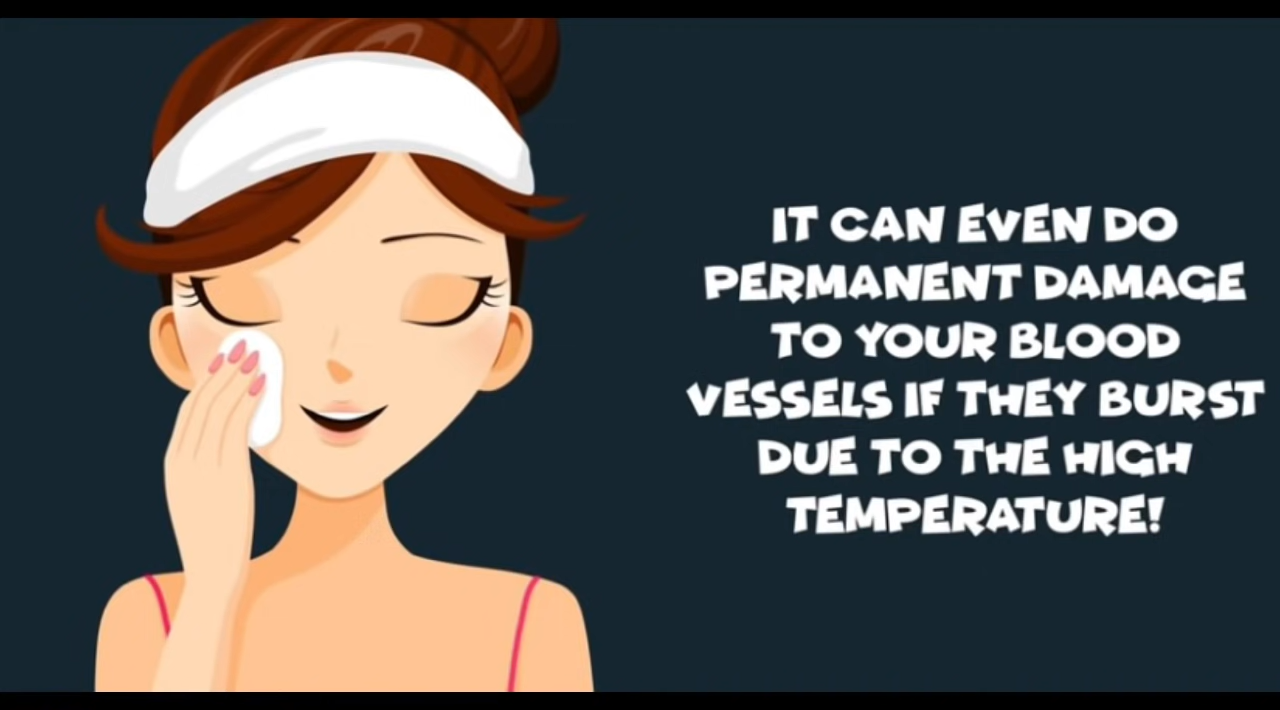 IT CAN EVEN DO
PERMANENT DAMAGE
TO YOUR BLOOD
VESSELS IF THEY BURST
DUE TO THE HIGH
TEMPERATURE!